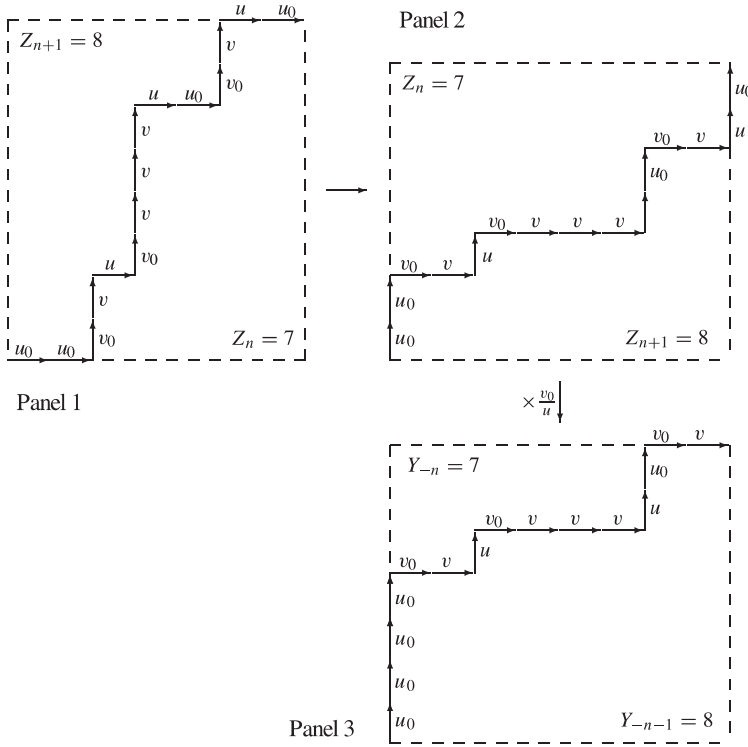 Panel 1
Z_{n+1} = 8
u u_0
v
v_0
u u_0
v
v
v
v_0
u
v
v_0
u_0 u_0
Z_n = 7
Panel 2
Z_n = 7
u_0
u
v_0 v
u_0
v_0 v v v
u
v_0 v
u_0
u_0
Z_{n+1} = 8
× v_0/u
Panel 3
Y_{-n} = 7
v_0 v
u_0
u
v_0 v v v
u
v_0 v
u_0
u_0
u_0
u_0
Y_{-n-1} = 8